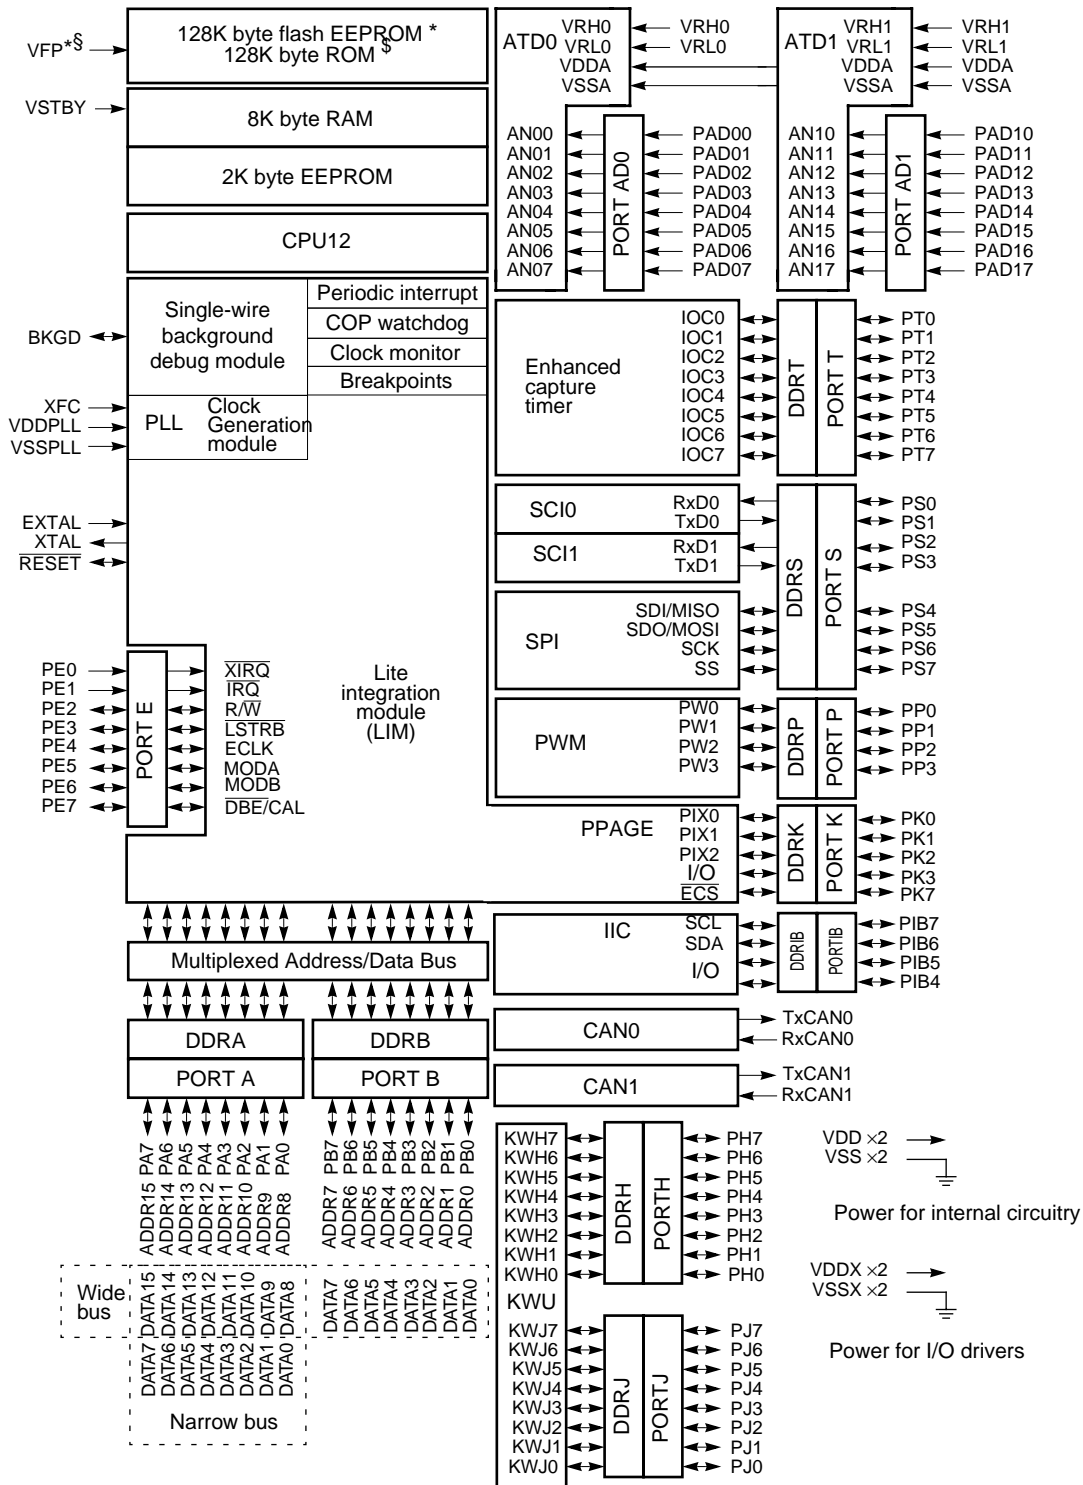 VFP*§
128K byte flash EEPROM *
128K byte ROM $
VSTBY
8K byte RAM
2K byte EEPROM
CPU12
BKGD
Single-wire
background
debug module
Periodic interrupt
COP watchdog
Clock monitor
Breakpoints
XFC
VDDPLL
VSSPLL
PLL
Clock
Generation
module
EXTAL
XTAL
RESET
PE0
PE1
PE2
PE3
PE4
PE5
PE6
PE7
PORT E
XIRQ
IRQ
R/W
LSTRB
ECLK
MODA
MODB
DBE/CAL
Lite
integration
module
(LIM)
ATD0
VRH0
VRL0
VDDA
VSSA
VRH0
VRL0
AN00
AN01
AN02
AN03
AN04
AN05
AN06
AN07
PORT AD0
PAD00
PAD01
PAD02
PAD03
PAD04
PAD05
PAD06
PAD07
ATD1
VRH1
VRL1
VDDA
VSSA
VRH1
VRL1
VDDA
VSSA
AN10
AN11
AN12
AN13
AN14
AN15
AN16
AN17
PORT AD1
PAD10
PAD11
PAD12
PAD13
PAD14
PAD15
PAD16
PAD17
Enhanced
capture
timer
IOC0
IOC1
IOC2
IOC3
IOC4
IOC5
IOC6
IOC7
DDRT
PORT T
PT0
PT1
PT2
PT3
PT4
PT5
PT6
PT7
SCI0
RxD0
TxD0
SCI1
RxD1
TxD1
SPI
SDI/MISO
SDO/MOSI
SCK
SS
DDRS
PORT S
PS0
PS1
PS2
PS3
PS4
PS5
PS6
PS7
PWM
PW0
PW1
PW2
PW3
DDRP
PORT P
PP0
PP1
PP2
PP3
PPAGE
PIX0
PIX1
PIX2
I/O
ECS
DDRK
PORT K
PK0
PK1
PK2
PK3
PK7
IIC
SCL
SDA
I/O
DDRIB
PORTIB
PIB7
PIB6
PIB5
PIB4
CAN0
TxCAN0
RxCAN0
CAN1
TxCAN1
RxCAN1
Multiplexed Address/Data Bus
DDRA
PORT A
DDRB
PORT B
PA7
PA6
PA5
PA4
PA3
PA2
PA1
PA0
PB7
PB6
PB5
PB4
PB3
PB2
PB1
PB0
ADDR15
ADDR14
ADDR13
ADDR12
ADDR11
ADDR10
ADDR9
ADDR8
ADDR7
ADDR6
ADDR5
ADDR4
ADDR3
ADDR2
ADDR1
ADDR0
Wide
bus
DATA15
DATA14
DATA13
DATA12
DATA11
DATA10
DATA9
DATA8
DATA7
DATA6
DATA5
DATA4
DATA3
DATA2
DATA1
DATA0
DATA7
DATA6
DATA5
DATA4
DATA3
DATA2
DATA1
DATA0
Narrow bus
KWH7
KWH6
KWH5
KWH4
KWH3
KWH2
KWH1
KWH0
DDRH
PORTH
PH7
PH6
PH5
PH4
PH3
PH2
PH1
PH0
KWU
KWJ7
KWJ6
KWJ5
KWJ4
KWJ3
KWJ2
KWJ1
KWJ0
DDRJ
PORTJ
PJ7
PJ6
PJ5
PJ4
PJ3
PJ2
PJ1
PJ0
VDD ×2
VSS ×2
Power for internal circuitry
VDDX ×2
VSSX ×2
Power for I/O drivers